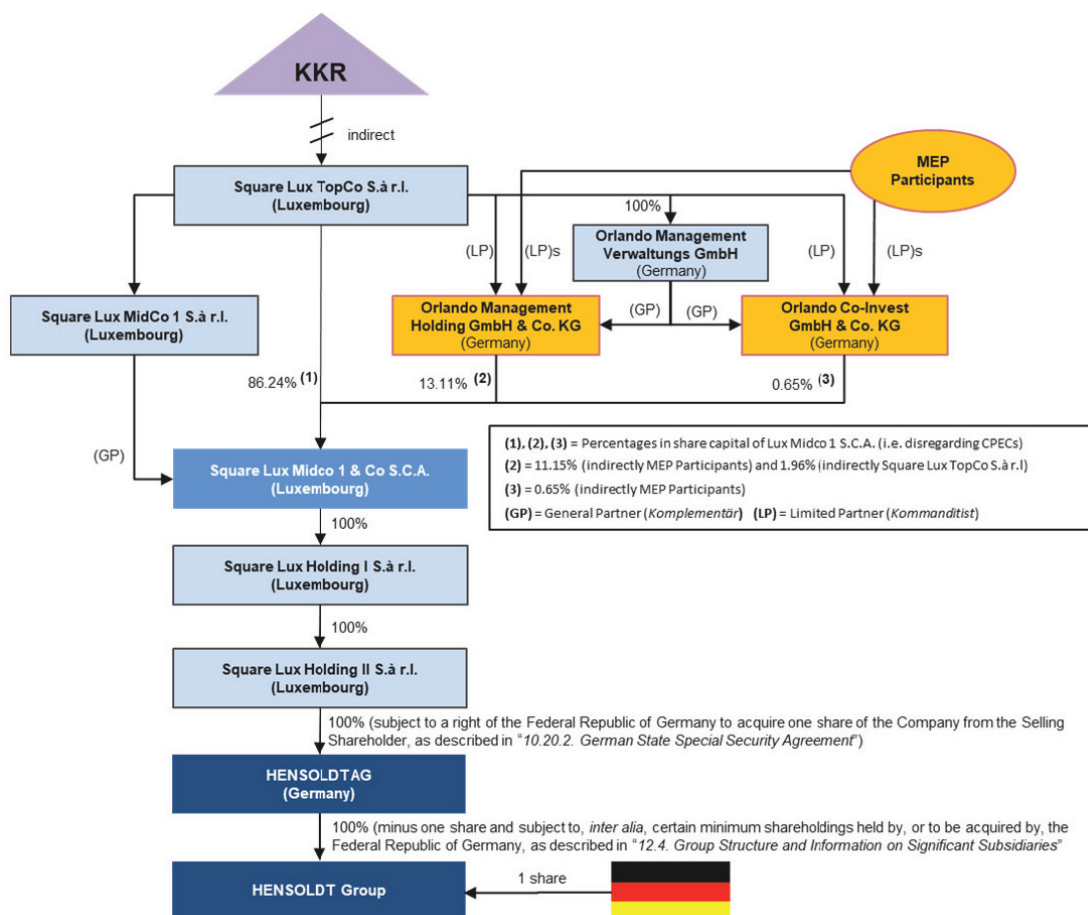 KKR
indirect
MEP
Participants
Square Lux TopCo S.à r.l.
(Luxembourg)
100%
(LP)
(LP)s
Orlando Management
Verwaltungs GmbH
(Germany)
(LP)
(LP)s
Square Lux MidCo 1 S.à r.l.
(Luxembourg)
Orlando Management
Holding GmbH & Co. KG
(Germany)
(GP)
(GP)
Orlando Co-Invest
GmbH & Co. KG
(Germany)
86.24% (1)
13.11% (2)
0.65% (3)
(GP)
Square Lux Midco 1 & Co S.C.A.
(Luxembourg)
(1), (2), (3) = Percentages in share capital of Lux Midco 1 S.C.A. (i.e. disregarding CPECs)
(2) = 11.15% (indirectly MEP Participants) and 1.96% (indirectly Square Lux TopCo S.à r.l)
(3) = 0.65% (indirectly MEP Participants)
(GP) = General Partner (Komplementär) (LP) = Limited Partner (Kommanditist)
100%
Square Lux Holding I S.à r.l.
(Luxembourg)
100%
Square Lux Holding II S.à r.l.
(Luxembourg)
100% (subject to a right of the Federal Republic of Germany to acquire one share of the Company from the Selling
Shareholder, as described in “10.20.2. German State Special Security Agreement”)
HENSOLDTAG
(Germany)
100% (minus one share and subject to, inter alia, certain minimum shareholdings held by, or to be acquired by, the
Federal Republic of Germany, as described in “12.4. Group Structure and Information on Significant Subsidiaries”
HENSOLDT Group
1 share